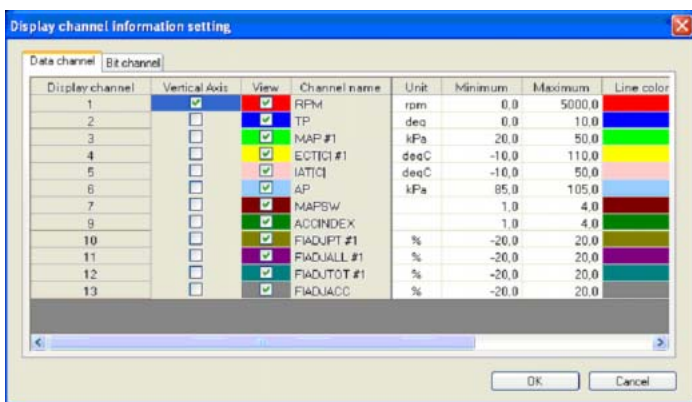 Display channel information setting
Data channel Bit channel
Display channel Vertical Axis View Channel name Unit Minimum Maximum Line color
1 RPM rpm 0,0 5000,0
2 TP deg 0,0 10,0
3 MAP #1 kPa 20,0 50,0
4 ECT[C] #1 degC -10,0 110,0
5 IAT[C] degC -10,0 50,0
6 AP kPa 85,0 105,0
7 MAPSW 1,0 4,0
9 ACCINDEX 1,0 4,0
10 FIADJPT #1 % -20,0 20,0
11 FIADJALL #1 % -20,0 20,0
12 FIADJTOT #1 % -20,0 20,0
13 FIADJACC % -20,0 20,0
OK Cancel